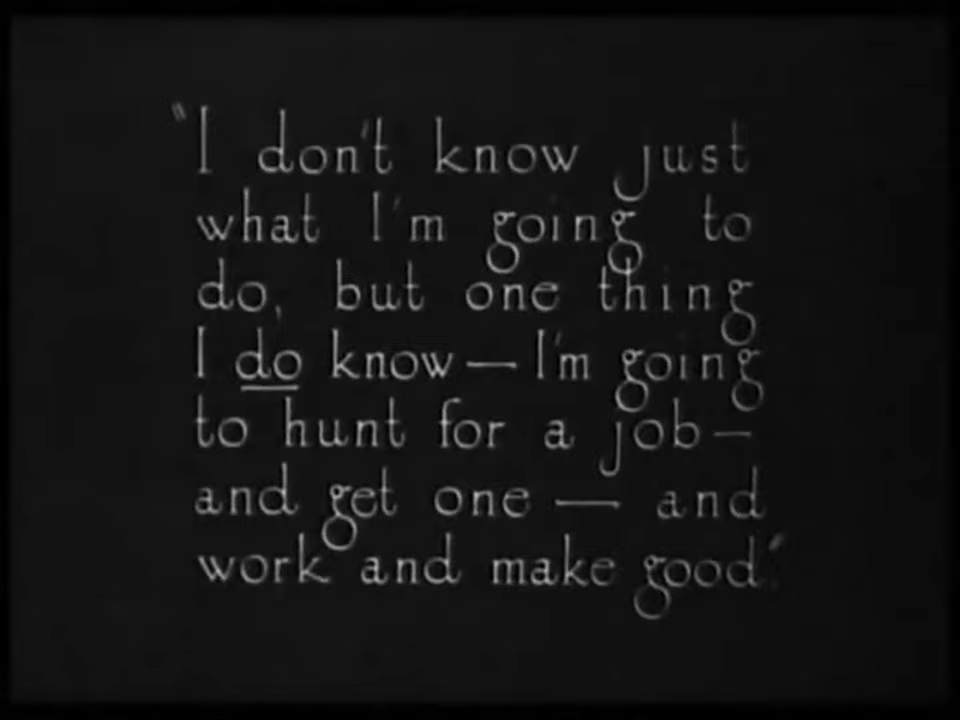 "I don't know just
what I'm going to
do, but one thing
I do know — I'm going
to hunt for a job —
and get one — and
work and make good."